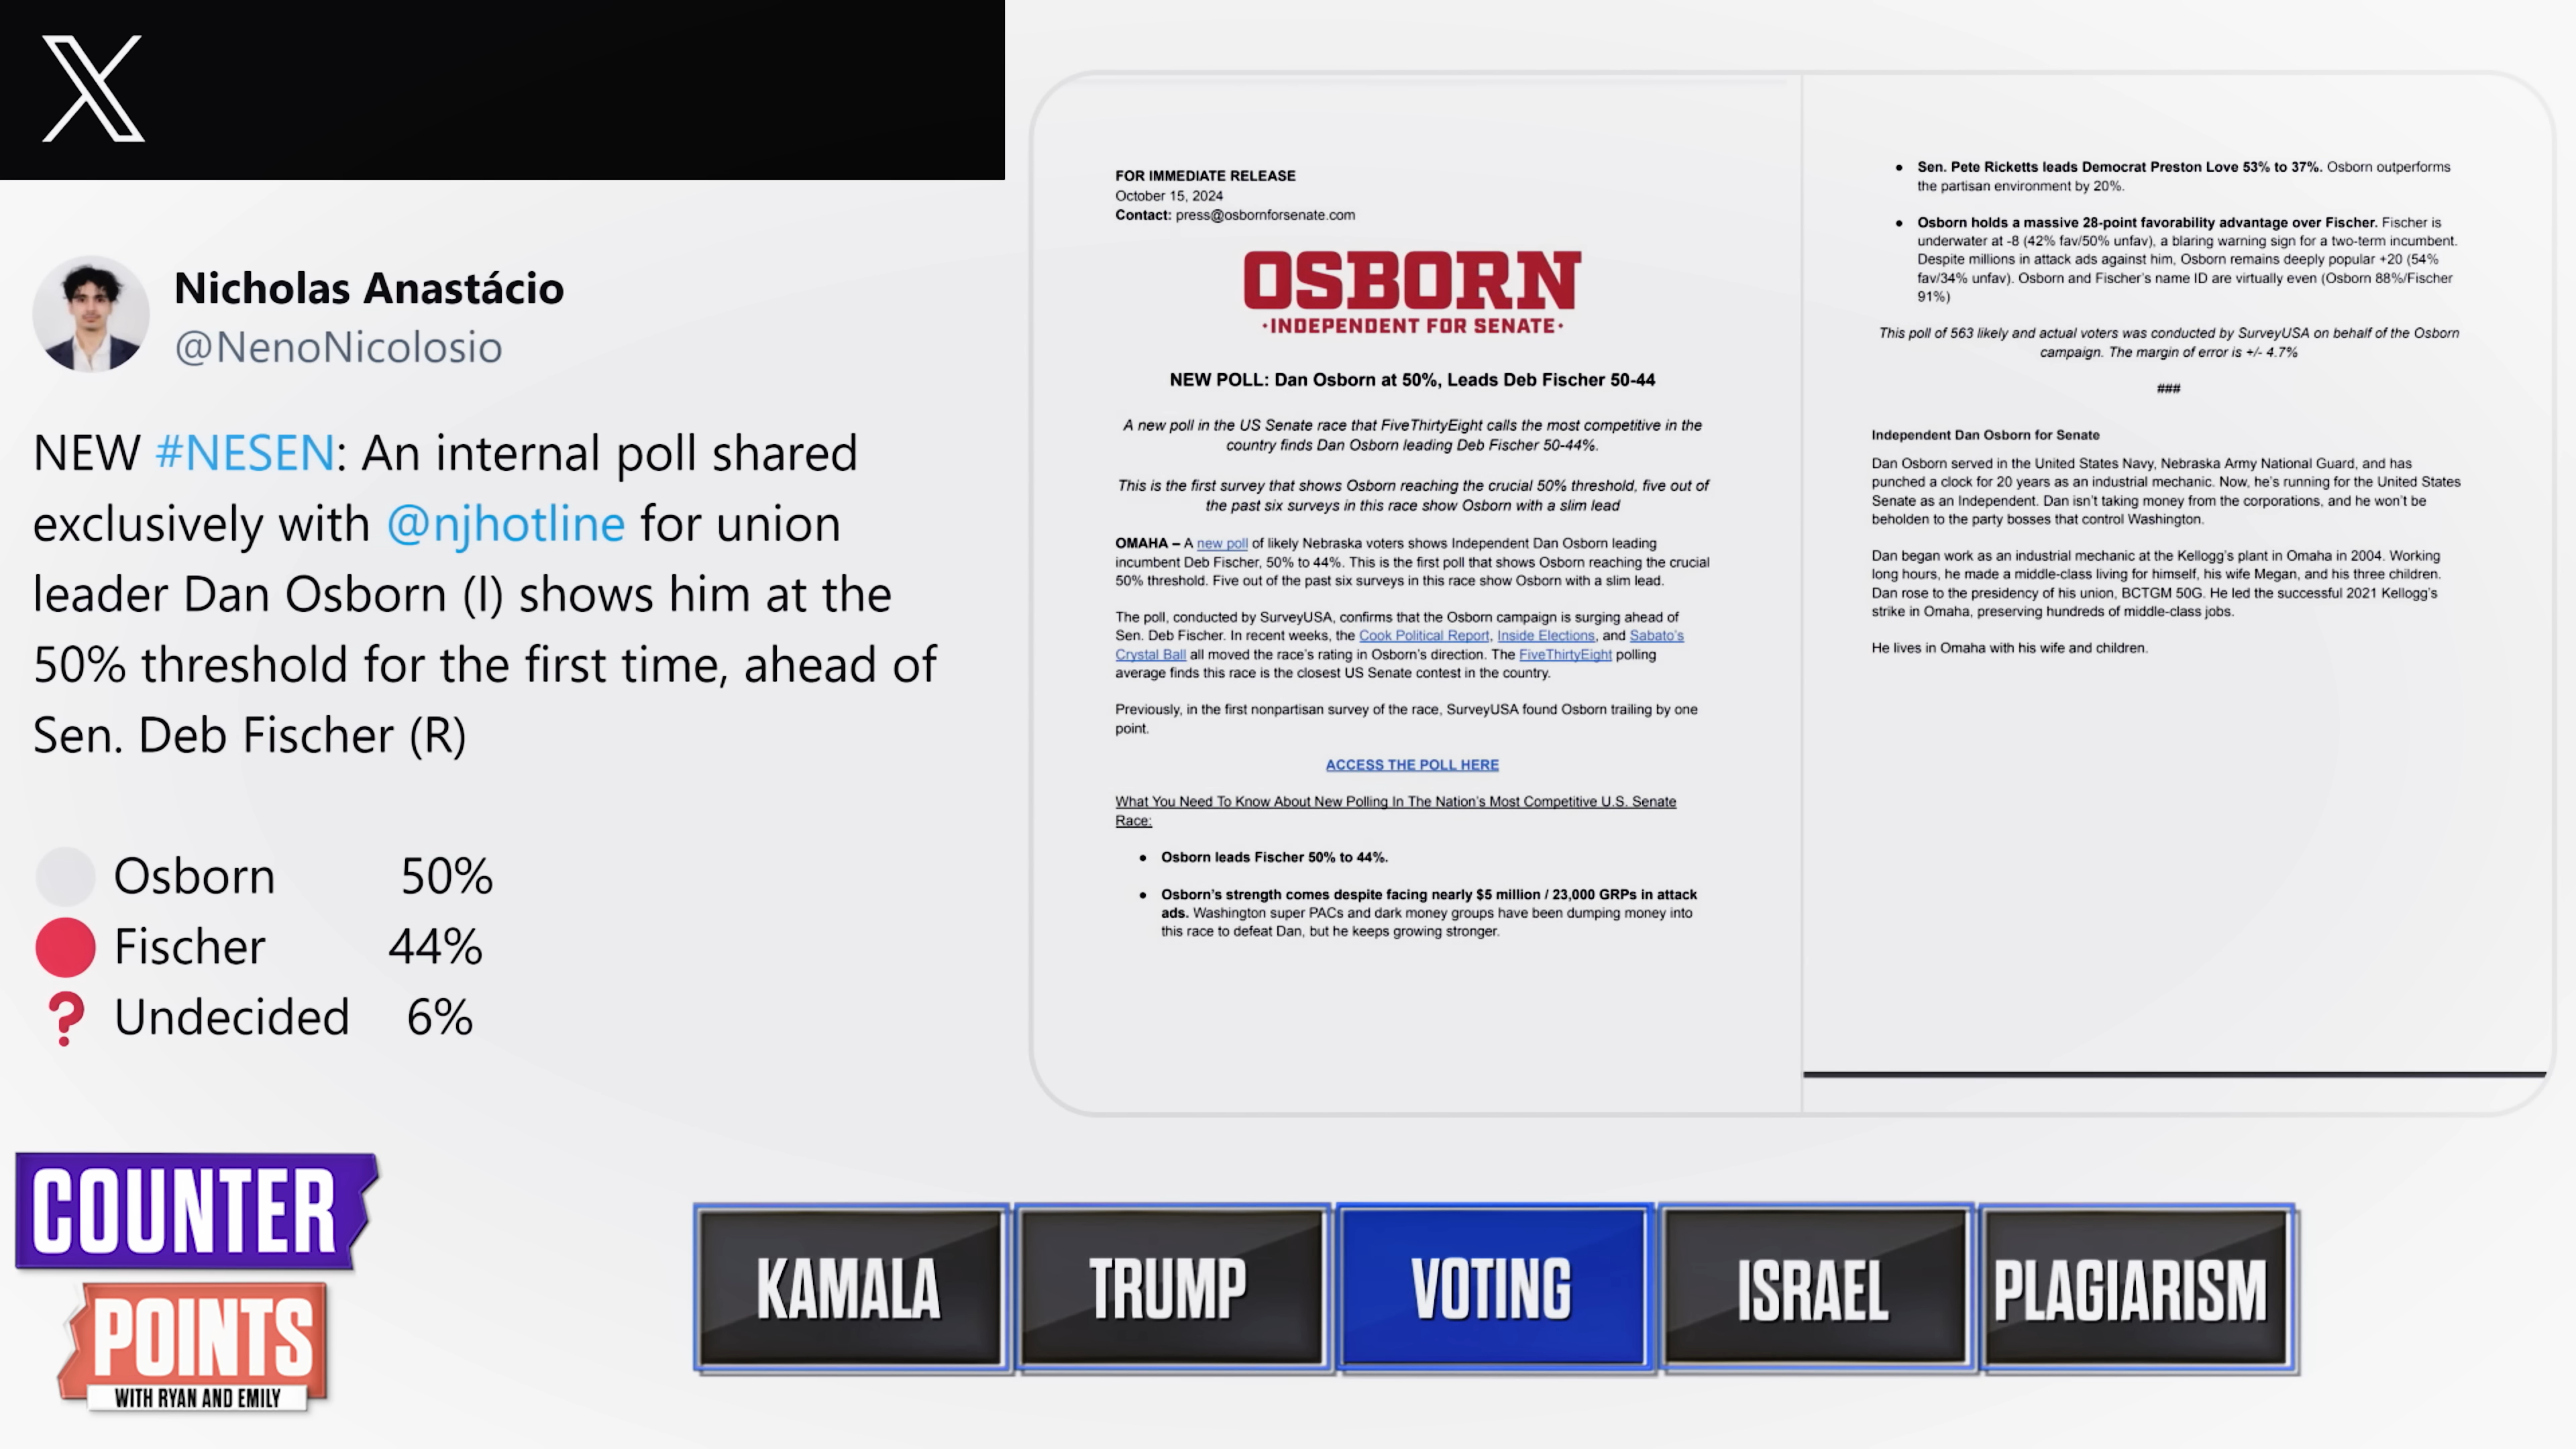 Nicholas Anastácio
@NenoNicolosio
NEW #NESEN: An internal poll shared
exclusively with @njhotline for union
leader Dan Osborn (I) shows him at the
50% threshold for the first time, ahead of
Sen. Deb Fischer (R)
Osborn 50%
Fischer 44%
Undecided 6%
FOR IMMEDIATE RELEASE
October 15, 2024
Contact: press@osbornforsenate.com
OSBORN
·INDEPENDENT FOR SENATE·
NEW POLL: Dan Osborn at 50%, Leads Deb Fischer 50-44
A new poll in the US Senate race that FiveThirtyEight calls the most competitive in the
country finds Dan Osborn leading Deb Fischer 50-44%.
This is the first survey that shows Osborn reaching the crucial 50% threshold, five out of
the past six surveys in this race show Osborn with a slim lead
OMAHA – A new poll of likely Nebraska voters shows Independent Dan Osborn leading
incumbent Deb Fischer, 50% to 44%. This is the first poll that shows Osborn reaching the crucial
50% threshold. Five out of the past six surveys in this race show Osborn with a slim lead.
The poll, conducted by SurveyUSA, confirms that the Osborn campaign is surging ahead of
Sen. Deb Fischer. In recent weeks, the Cook Political Report, Inside Elections, and Sabato's
Crystal Ball all moved the race's rating in Osborn's direction. The FiveThirtyEight polling
average finds this race is the closest US Senate contest in the country.
Previously, in the first nonpartisan survey of the race, SurveyUSA found Osborn trailing by one
point.
ACCESS THE POLL HERE
What You Need To Know About New Polling In The Nation's Most Competitive U.S. Senate
Race:
● Osborn leads Fischer 50% to 44%.
● Osborn's strength comes despite facing nearly $5 million / 23,000 GRPs in attack
ads. Washington super PACs and dark money groups have been dumping money into
this race to defeat Dan, but he keeps growing stronger.
● Sen. Pete Ricketts leads Democrat Preston Love 53% to 37%. Osborn outperforms
the partisan environment by 20%.
● Osborn holds a massive 28-point favorability advantage over Fischer. Fischer is
underwater at -8 (42% fav/50% unfav), a blaring warning sign for a two-term incumbent.
Despite millions in attack ads against him, Osborn remains deeply popular +20 (54%
fav/34% unfav). Osborn and Fischer's name ID are virtually even (Osborn 88%/Fischer
91%)
This poll of 563 likely and actual voters was conducted by SurveyUSA on behalf of the Osborn
campaign. The margin of error is +/- 4.7%
###
Independent Dan Osborn for Senate
Dan Osborn served in the United States Navy, Nebraska Army National Guard, and has
punched a clock for 20 years as an industrial mechanic. Now, he's running for the United States
Senate as an Independent. Dan isn't taking money from the corporations, and he won't be
beholden to the party bosses that control Washington.
Dan began work as an industrial mechanic at the Kellogg's plant in Omaha in 2004. Working
long hours, he made a middle-class living for himself, his wife Megan, and his three children.
Dan rose to the presidency of his union, BCTGM 50G. He led the successful 2021 Kellogg's
strike in Omaha, preserving hundreds of middle-class jobs.
He lives in Omaha with his wife and children.
COUNTER
POINTS
WITH RYAN AND EMILY
KAMALA
TRUMP
VOTING
ISRAEL
PLAGIARISM